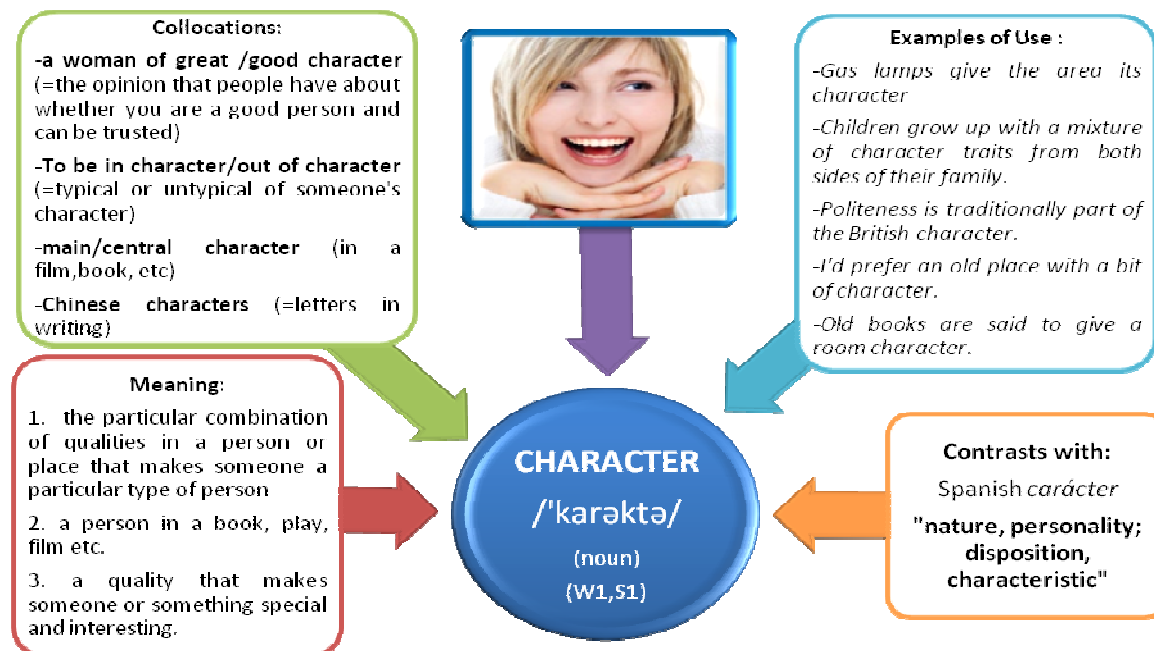 Collocations:
-a woman of great /good character
(=the opinion that people have about
whether you are a good person and
can be trusted)
-To be in character/out of character
(=typical or untypical of someone's
character)
-main/central character (in a
film,book, etc)
-Chinese characters (=letters in
writing)
Examples of Use :
-Gas lamps give the area its
character
-Children grow up with a mixture
of character traits from both
sides of their family.
-Politeness is traditionally part of
the British character.
-I'd prefer an old place with a bit
of character.
-Old books are said to give a
room character.
Meaning:
1. the particular combination
of qualities in a person or
place that makes someone a
particular type of person
2. a person in a book, play,
film etc.
3. a quality that makes
someone or something special
and interesting.
CHARACTER
/'karəktə/
(noun)
(W1,S1)
Contrasts with:
Spanish carácter
"nature, personality;
disposition,
characteristic"